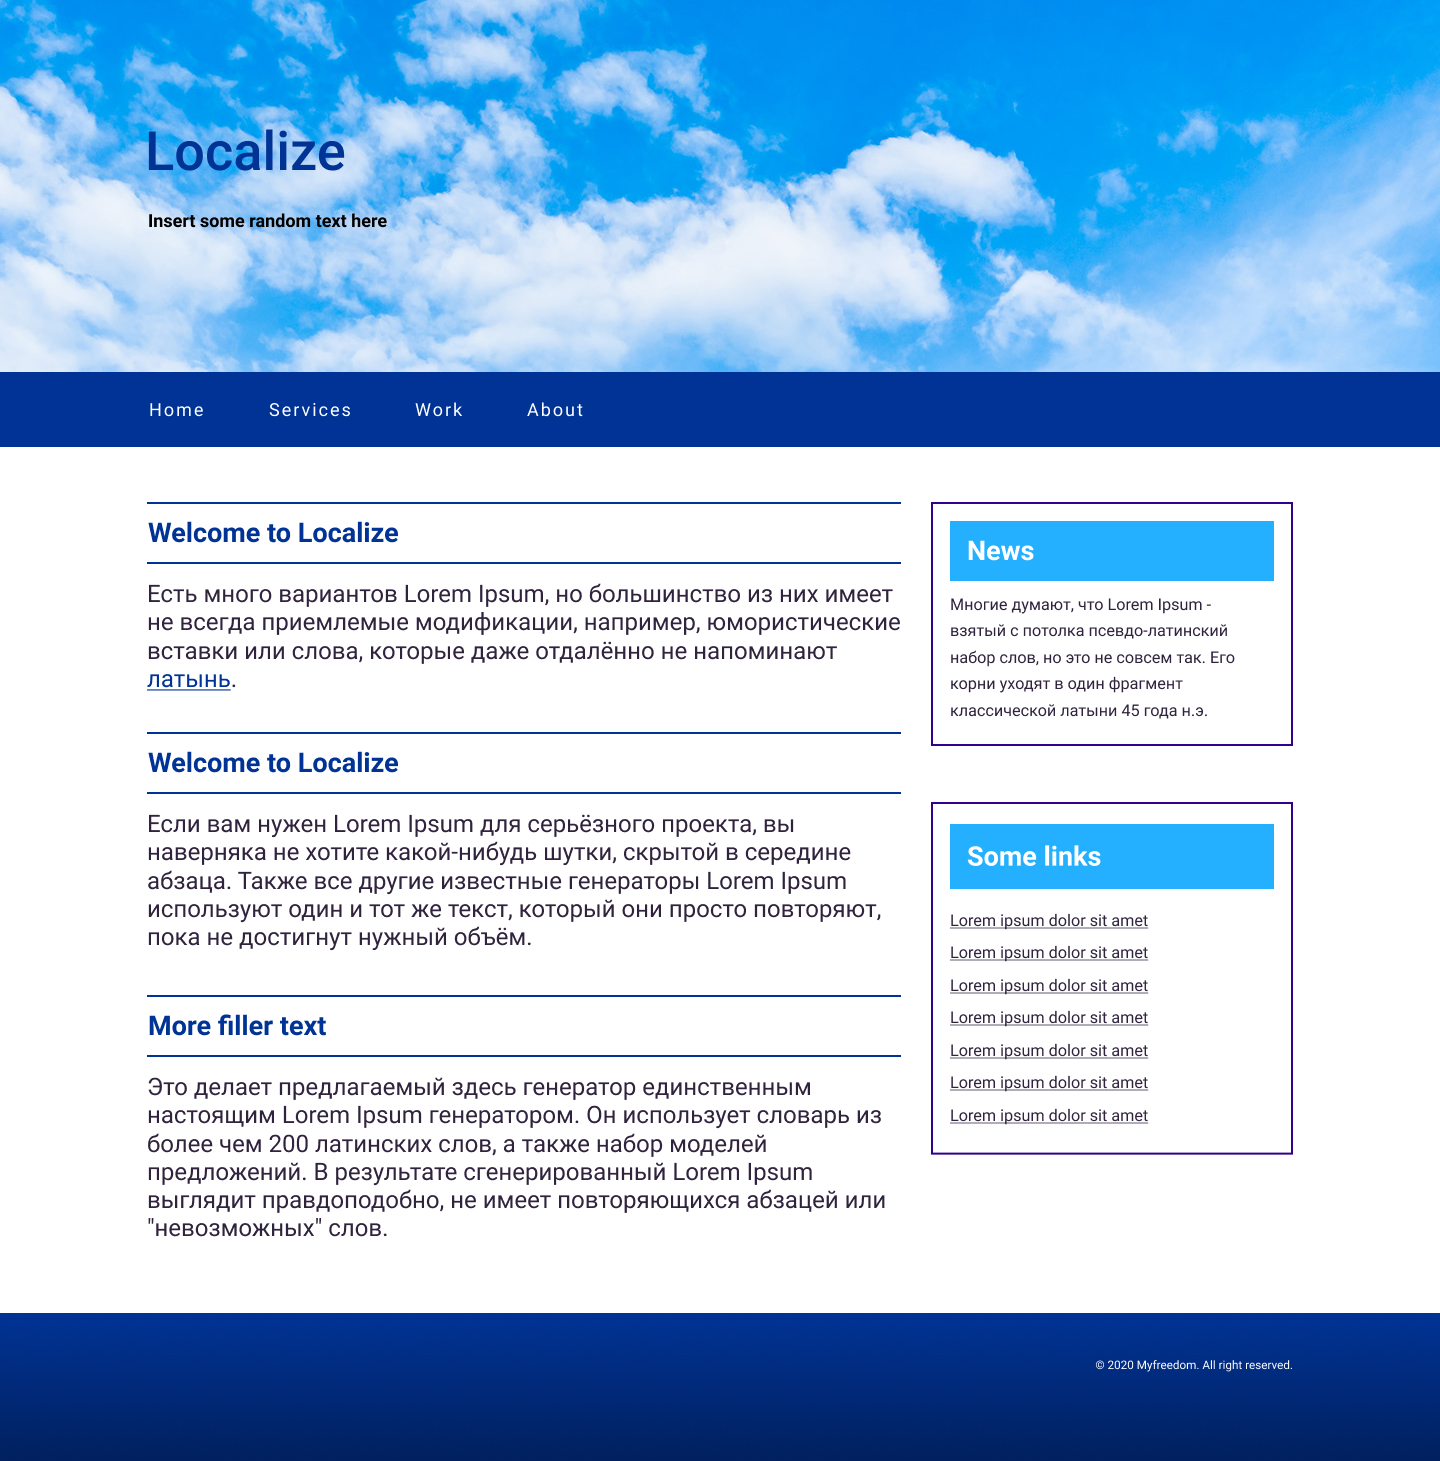 Localize
Insert some random text here
Home
Services
Work
About
Welcome to Localize
Есть много вариантов Lorem Ipsum, но большинство из них имеет
не всегда приемлемые модификации, например, юмористические
вставки или слова, которые даже отдалённо не напоминают
латынь.
Welcome to Localize
Если вам нужен Lorem Ipsum для серьёзного проекта, вы
наверняка не хотите какой-нибудь шутки, скрытой в середине
абзаца. Также все другие известные генераторы Lorem Ipsum
используют один и тот же текст, который они просто повторяют,
пока не достигнут нужный объём.
More filler text
Это делает предлагаемый здесь генератор единственным
настоящим Lorem Ipsum генератором. Он использует словарь из
более чем 200 латинских слов, а также набор моделей
предложений. В результате сгенерированный Lorem Ipsum
выглядит правдоподобно, не имеет повторяющихся абзацей или
"невозможных" слов.
News
Многие думают, что Lorem Ipsum -
взятый с потолка псевдо-латинский
набор слов, но это не совсем так. Его
корни уходят в один фрагмент
классической латыни 45 года н.э.
Some links
Lorem ipsum dolor sit amet
Lorem ipsum dolor sit amet
Lorem ipsum dolor sit amet
Lorem ipsum dolor sit amet
Lorem ipsum dolor sit amet
Lorem ipsum dolor sit amet
Lorem ipsum dolor sit amet
© 2020 Myfreedom. All right reserved.